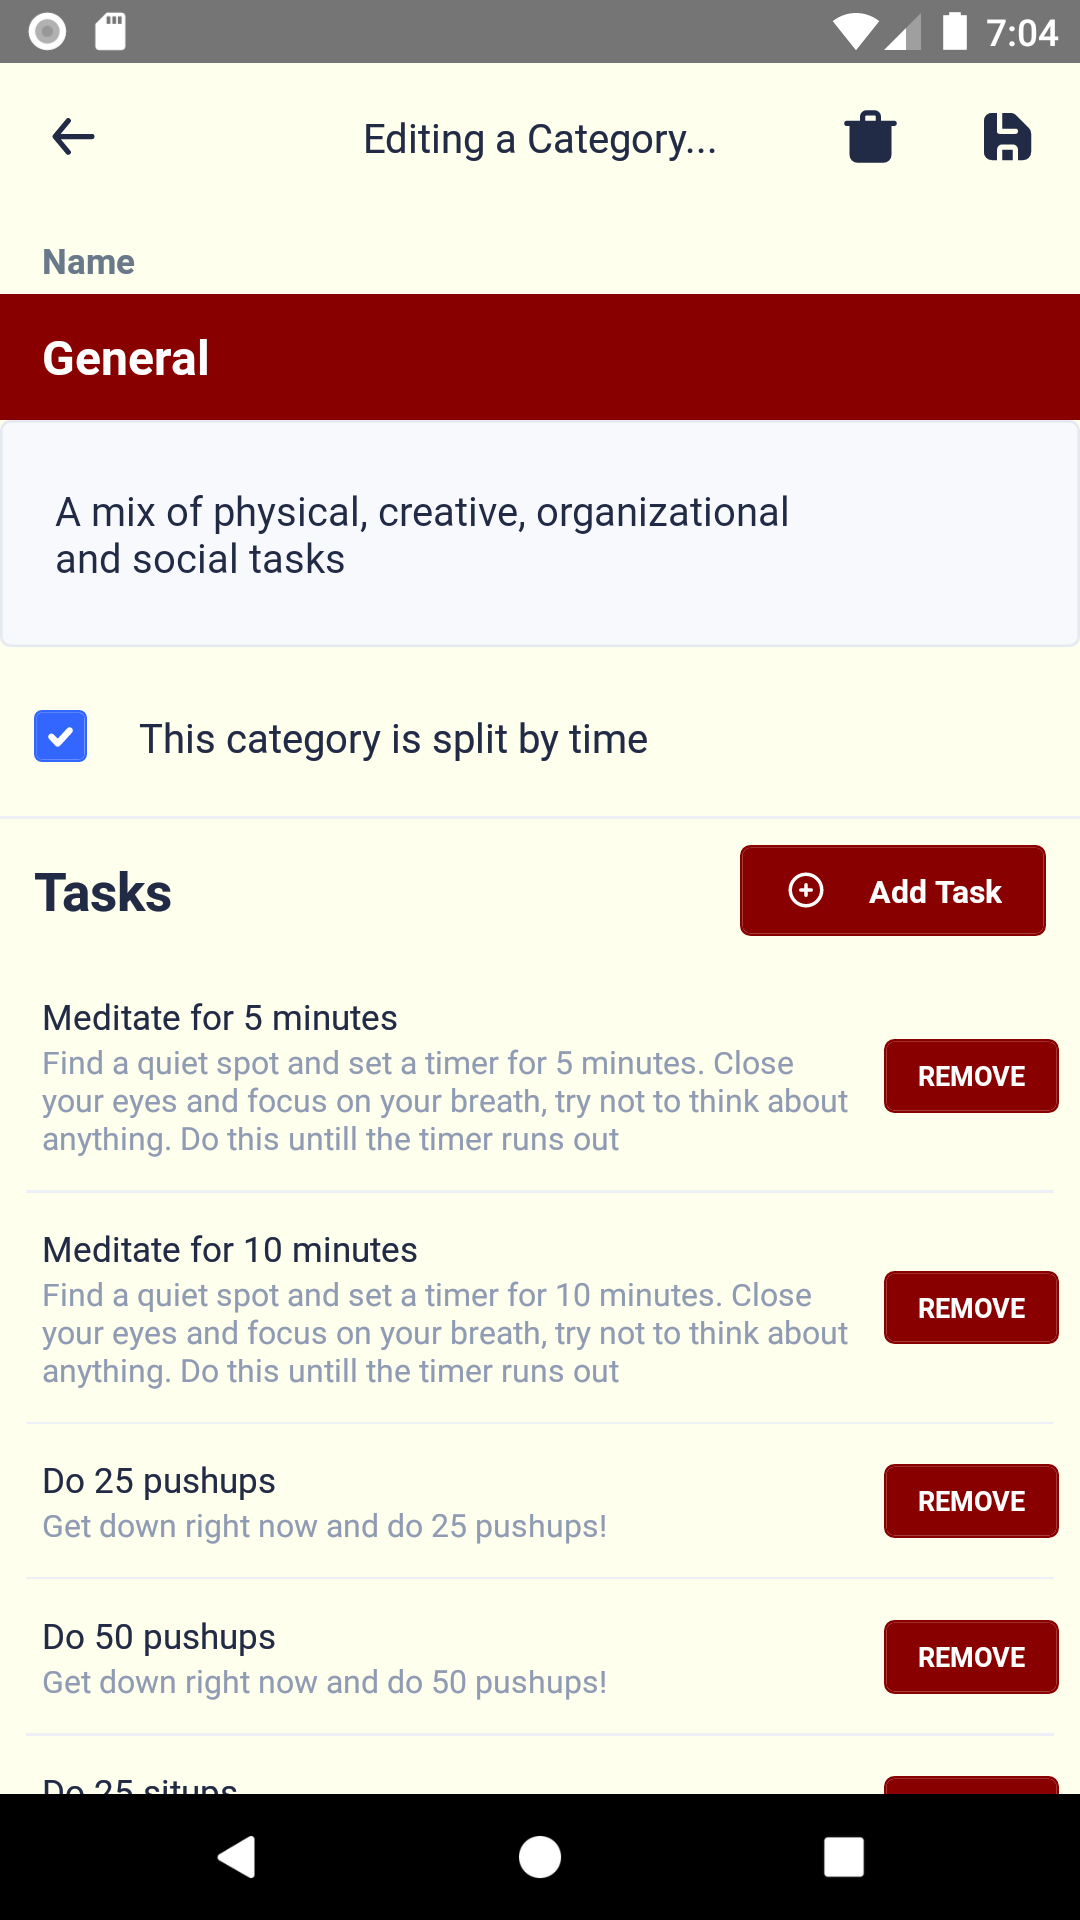 7:04
Editing a Category...
Name
General
A mix of physical, creative, organizational
and social tasks
This category is split by time
Tasks
Add Task
Meditate for 5 minutes
Find a quiet spot and set a timer for 5 minutes. Close
your eyes and focus on your breath, try not to think about
anything. Do this untill the timer runs out
REMOVE
Meditate for 10 minutes
Find a quiet spot and set a timer for 10 minutes. Close
your eyes and focus on your breath, try not to think about
anything. Do this untill the timer runs out
REMOVE
Do 25 pushups
Get down right now and do 25 pushups!
REMOVE
Do 50 pushups
Get down right now and do 50 pushups!
REMOVE
Do 25 situps